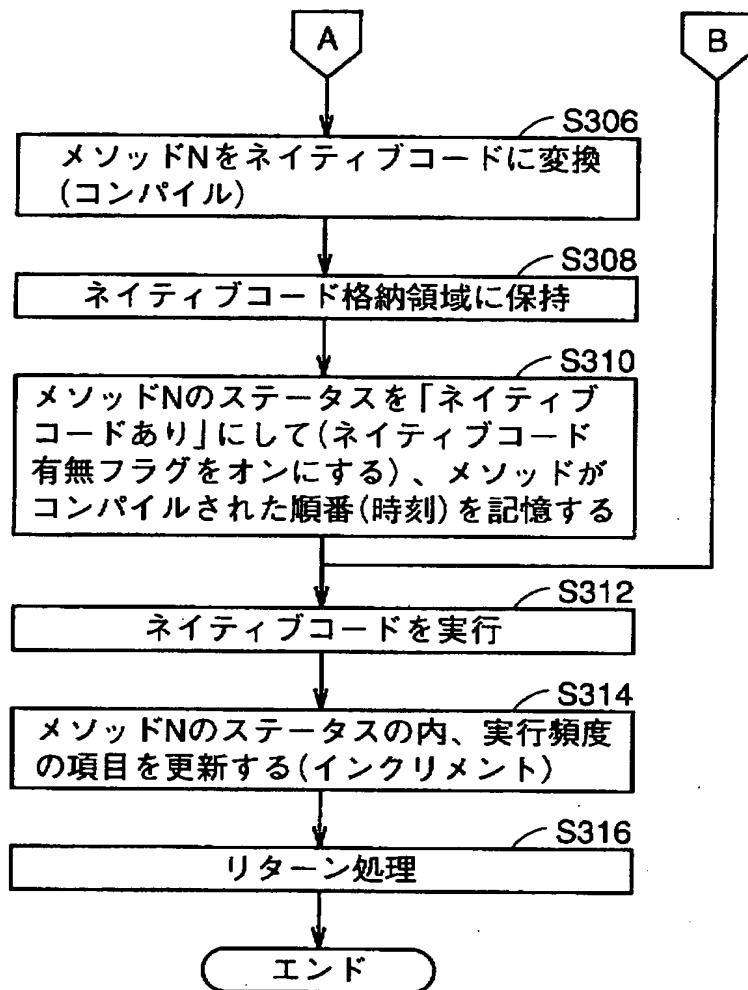 A
B
S306
メソッドNをネイティブコードに変換
(コンパイル)
S308
ネイティブコード格納領域に保持
S310
メソッドNのステータスを「ネイティブ
コードあり」にして(ネイティブコード
有無フラグをオンにする)、メソッドが
コンパイルされた順番(時刻)を記憶する
S312
ネイティブコードを実行
S314
メソッドNのステータスの内、実行頻度
の項目を更新する(インクリメント)
S316
リターン処理
エンド